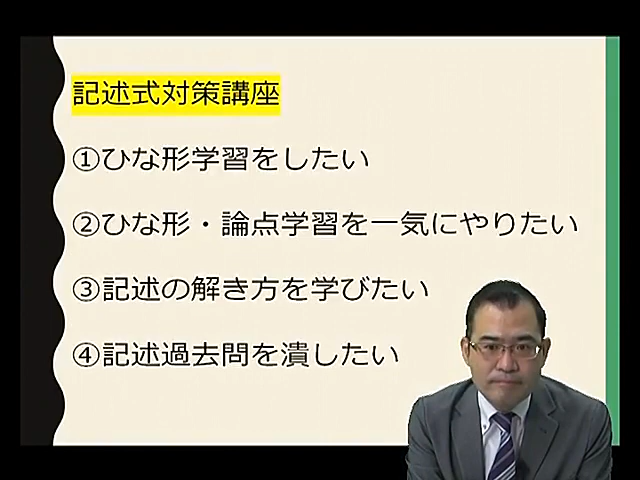 記述式対策講座
①ひな形学習をしたい
②ひな形・論点学習を一気にやりたい
③記述の解き方を学びたい
④記述過去問を潰したい